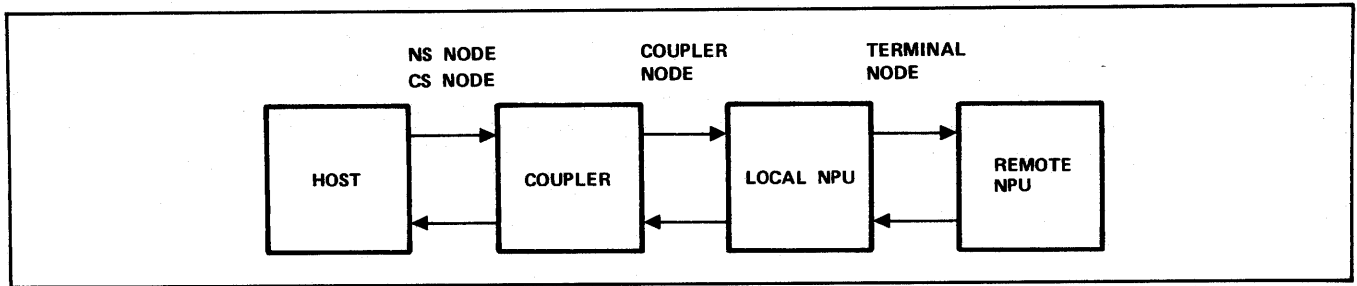 NS NODE
CS NODE
COUPLER
NODE
TERMINAL
NODE
HOST
COUPLER
LOCAL NPU
REMOTE
NPU